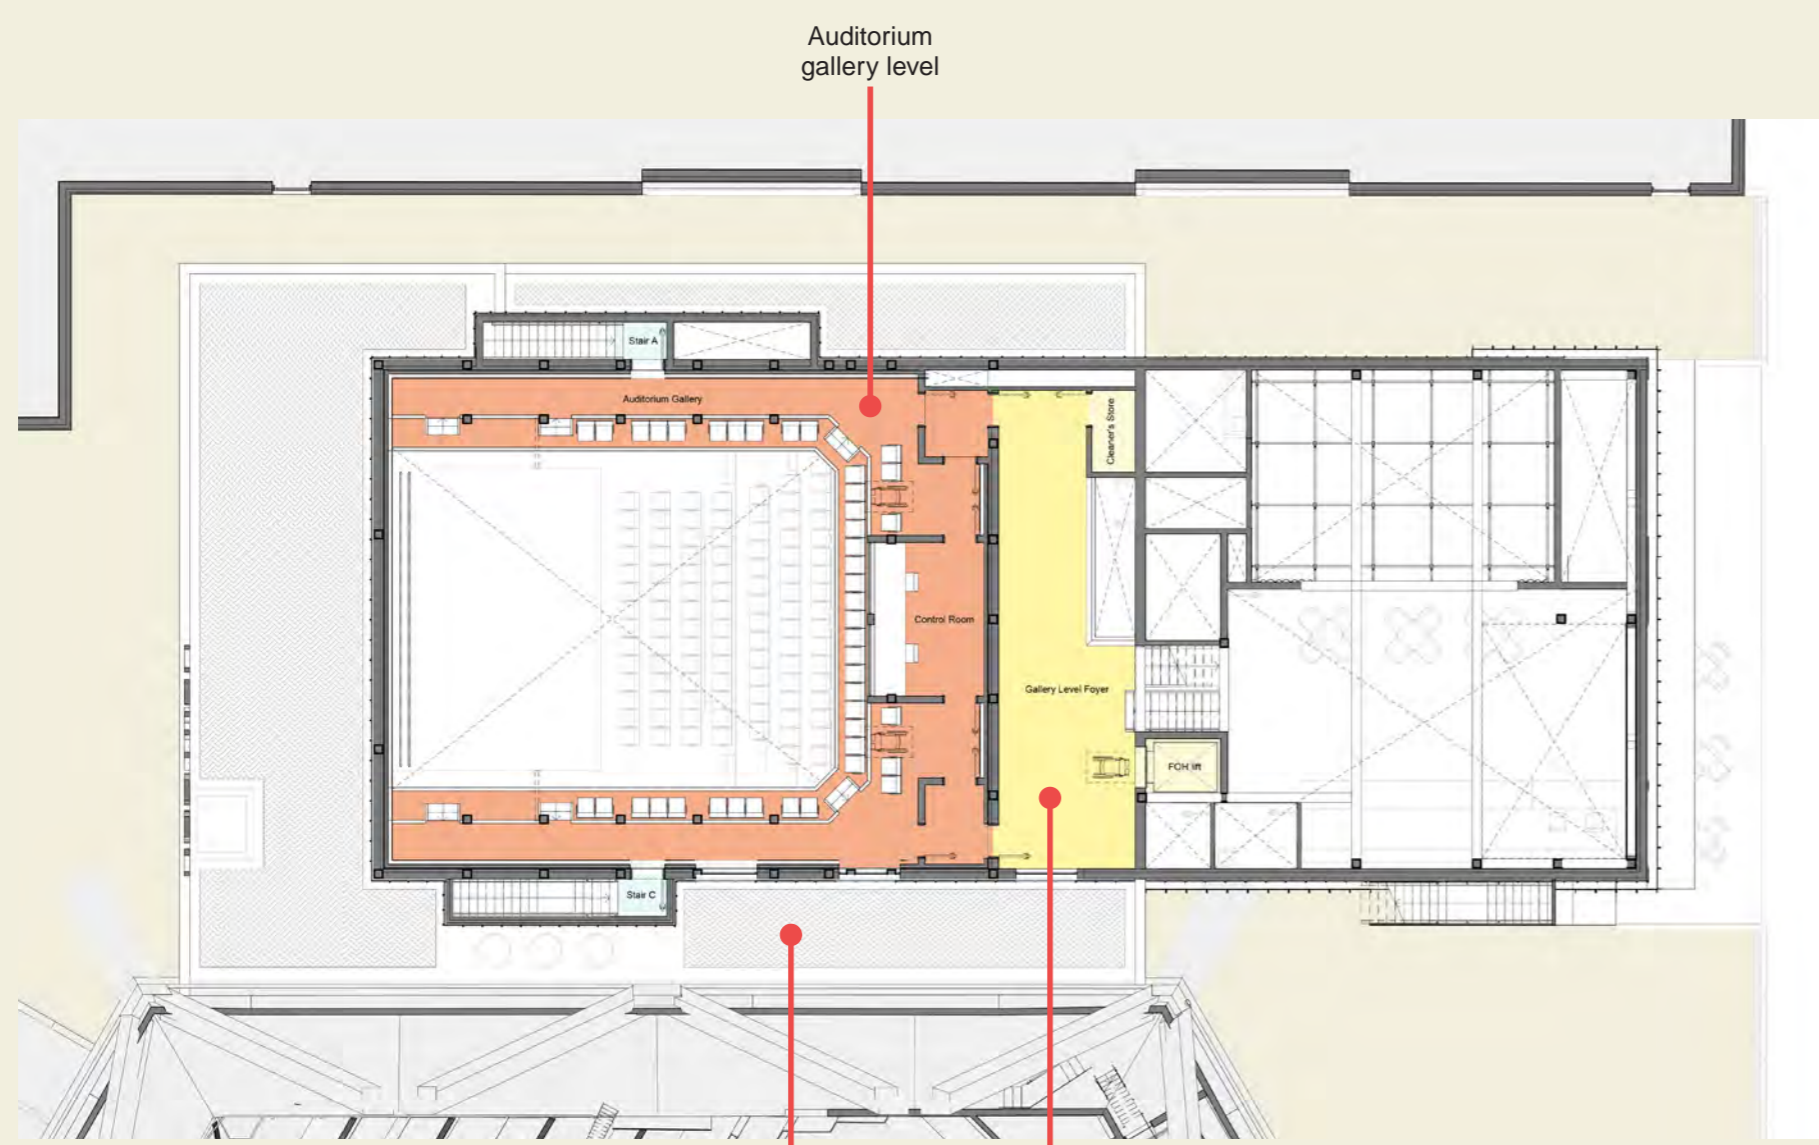 Auditorium
gallery level
Stair A
Auditorium Gallery
Cleaner's Store
Control Room
Gallery Level Foyer
FOH lift
Stair C